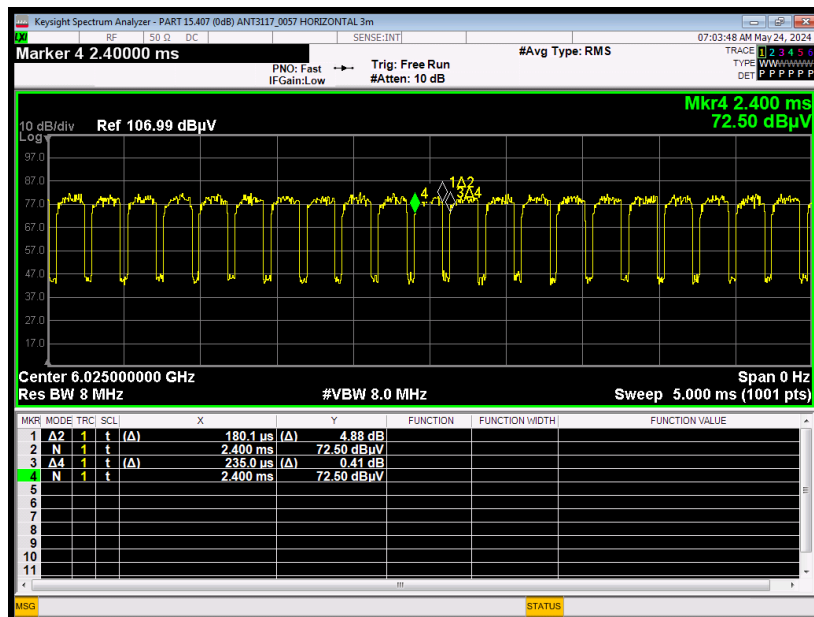 Keysight Spectrum Analyzer - PART 15.407 (0dB) ANT3117_0057 HORIZONTAL 3m
LXI RF 50 Ω DC SENSE:INT 07:03:48 AM May 24, 2024
Marker 4 2.40000 ms #Avg Type: RMS TRACE 1 2 3 4 5 6
PNO: Fast Trig: Free Run TYPE WWWWWW
IFGain:Low #Atten: 10 dB DET P P P P P P
Mkr4 2.400 ms
10 dB/div Ref 106.99 dBµV 72.50 dBµV
Log
97.0
87.0
77.0
67.0
57.0
47.0
37.0
27.0
17.0
1Δ2
4 3Δ4
Center 6.025000000 GHz Span 0 Hz
Res BW 8 MHz #VBW 8.0 MHz Sweep 5.000 ms (1001 pts)
MKR MODE TRC SCL X Y FUNCTION FUNCTION WIDTH FUNCTION VALUE
1 Δ2 1 t (Δ) 180.1 µs (Δ) 4.88 dB
2 N 1 t 2.400 ms 72.50 dBµV
3 Δ4 1 t (Δ) 235.0 µs (Δ) 0.41 dB
4 N 1 t 2.400 ms 72.50 dBµV
5
6
7
8
9
10
11
MSG STATUS